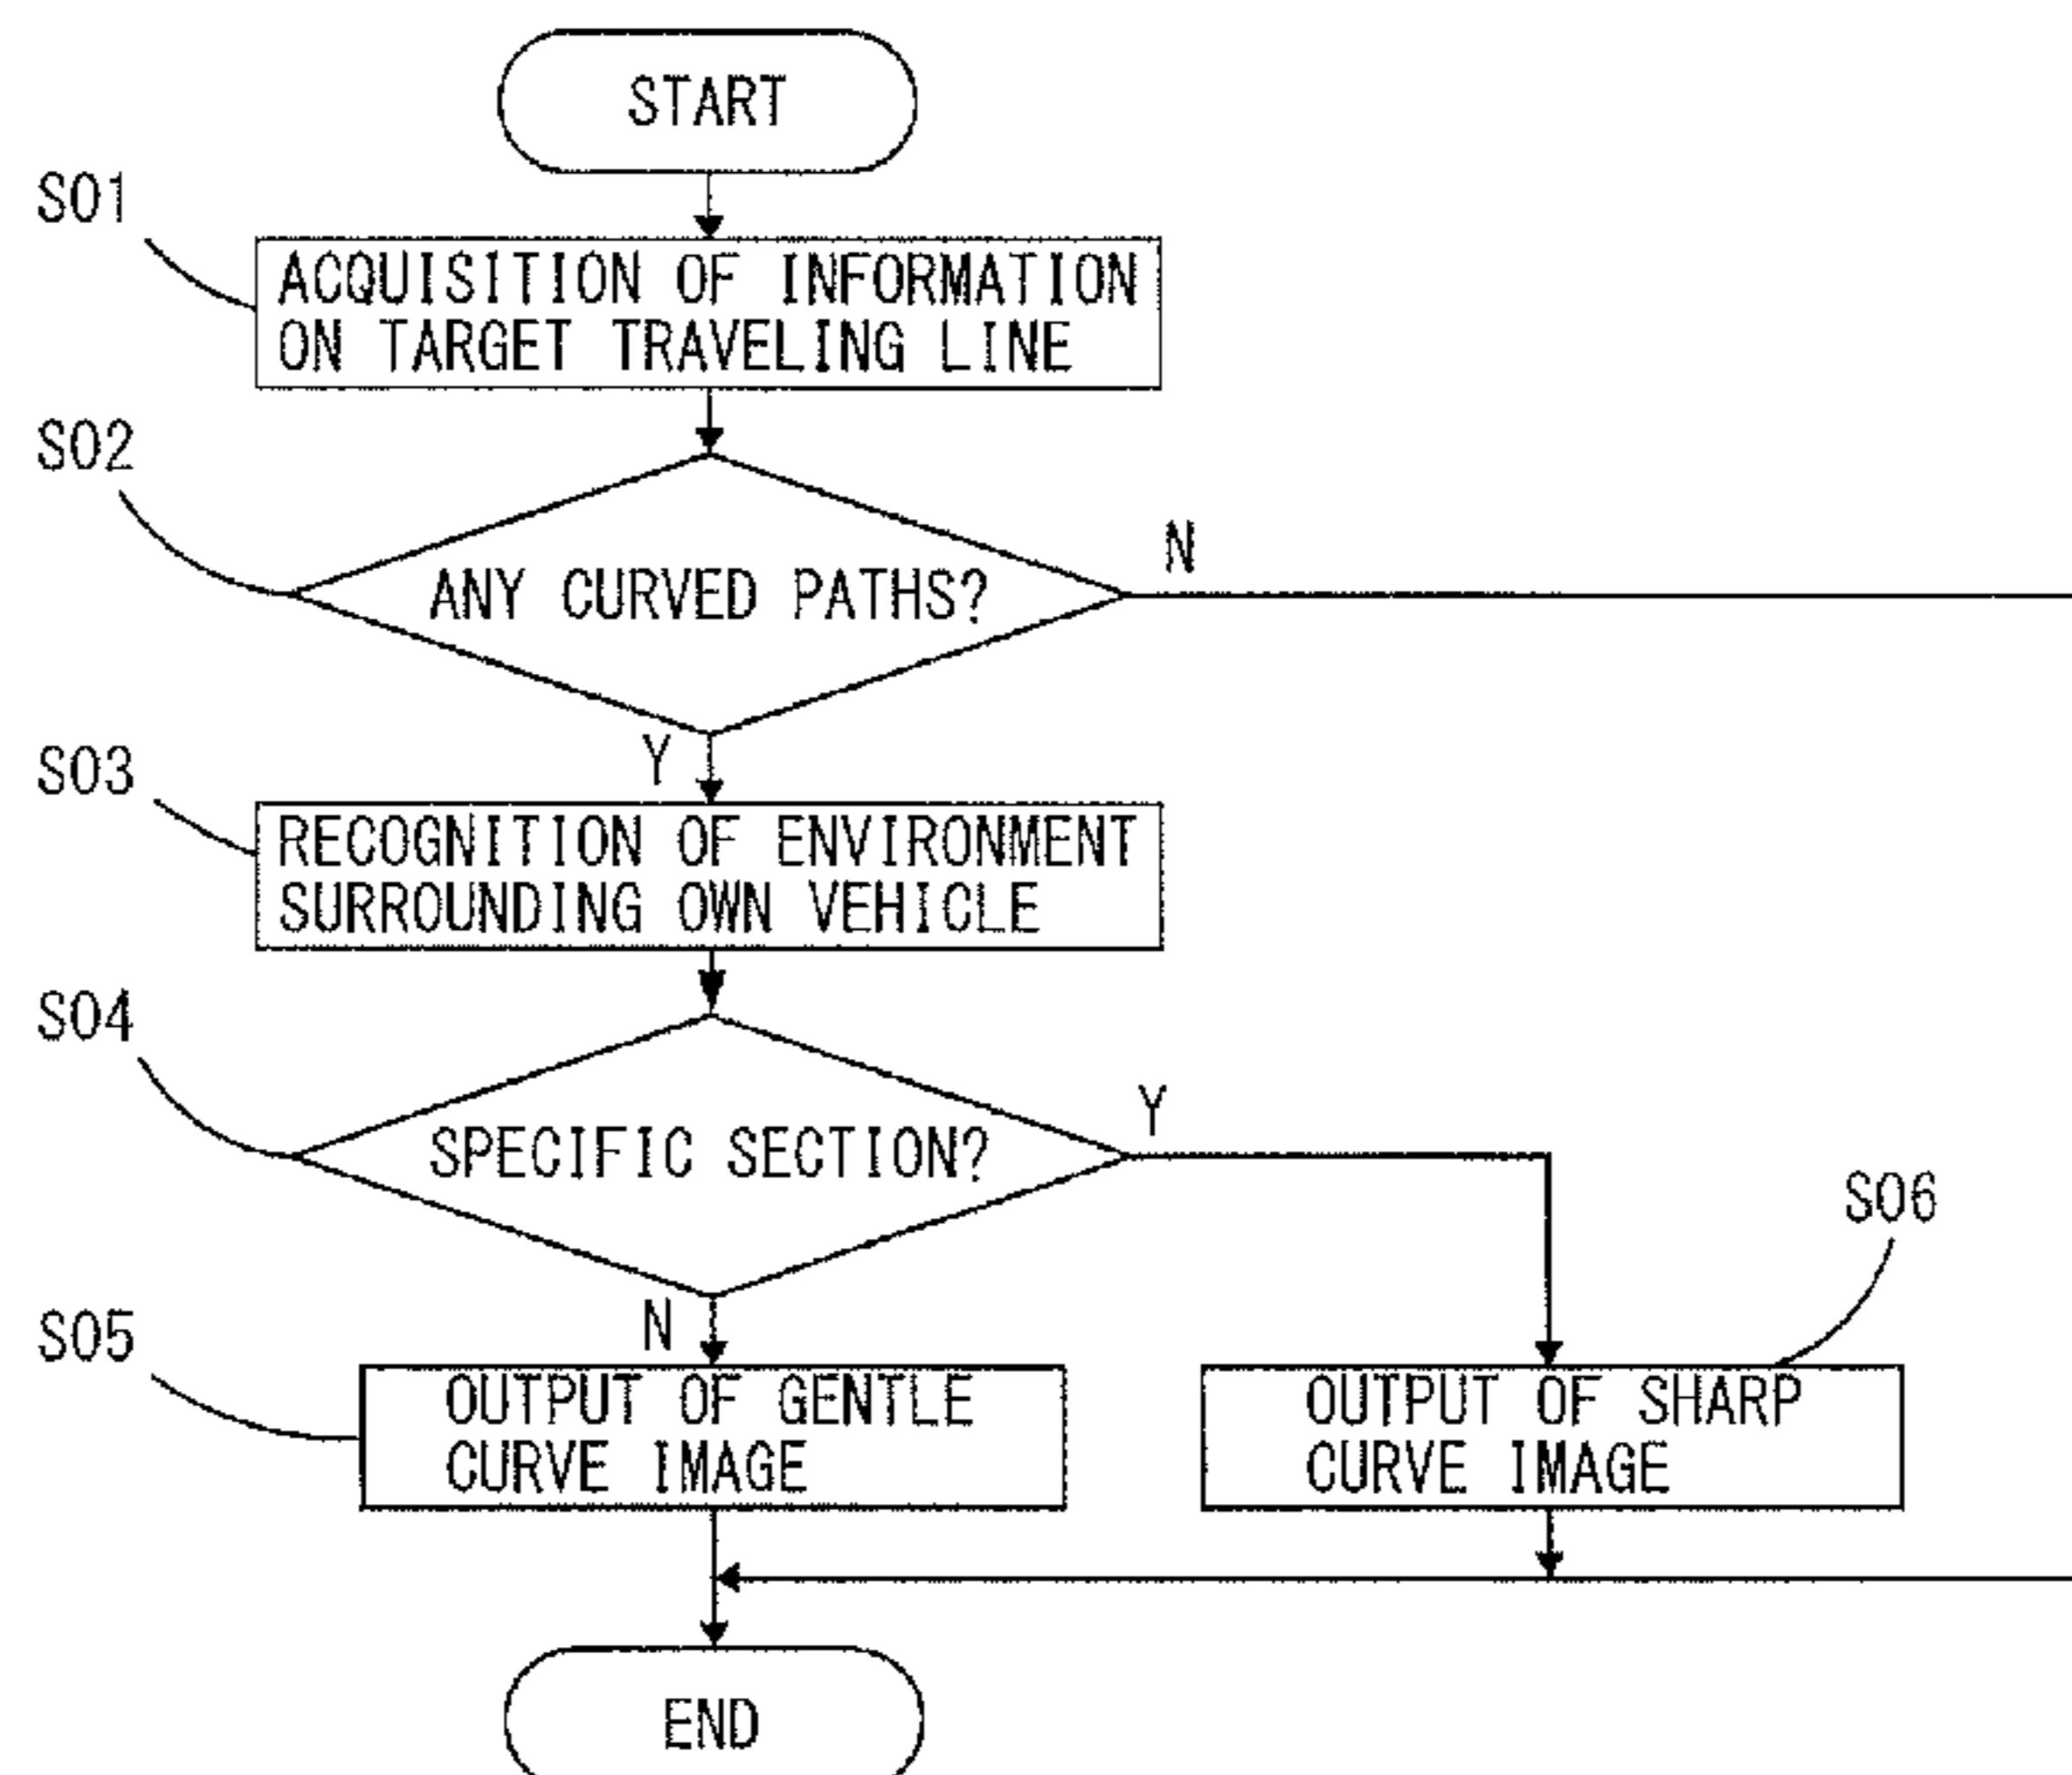 START
S01
ACQUISITION OF INFORMATION
ON TARGET TRAVELING LINE
S02
N
ANY CURVED PATHS?
Y
S03
RECOGNITION OF ENVIRONMENT
SURROUNDING OWN VEHICLE
S04
Y
SPECIFIC SECTION?
S06
N
S05
OUTPUT OF GENTLE
CURVE IMAGE
OUTPUT OF SHARP
CURVE IMAGE
END